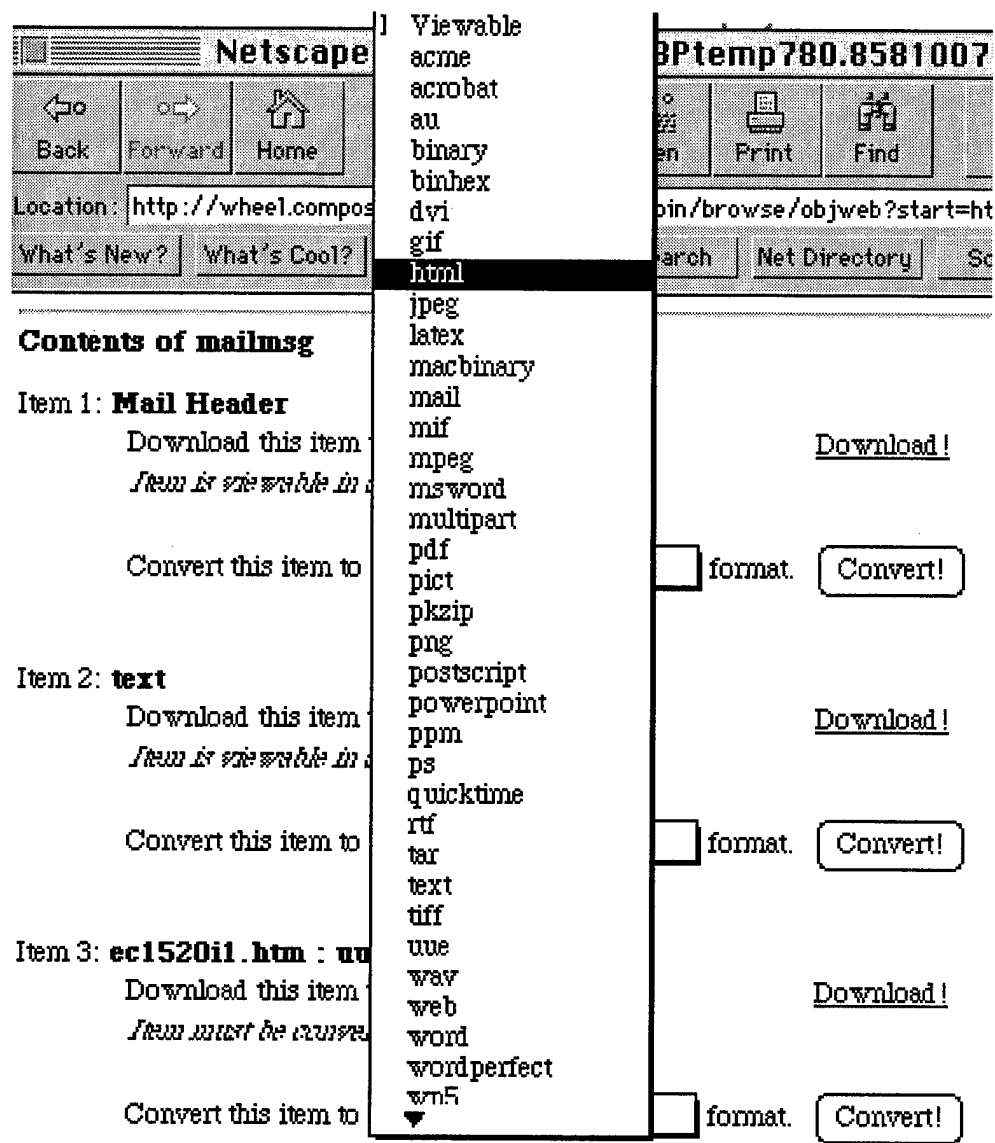 Netscape
3Ptemp780.8581007
Back
Forward
Home
en
Print
Find
Location: http://wheel.compos
bin/browse/objweb?start=ht
What's New?
What's Cool?
arch
Net Directory
So
Contents of mailmsg
Item 1: Mail Header
Download this item
Download!
Item is viewable in
Convert this item to
format.
Convert!
Item 2: text
Download this item
Download!
Item is viewable in
Convert this item to
format.
Convert!
Item 3: ec1520i1.htm : uu
Download this item
Download!
Item must be conve
Convert this item to
format.
Convert!
Viewable
acme
acrobat
au
binary
binhex
dvi
gif
html
jpeg
latex
macbinary
mail
mif
mpeg
msword
multipart
pdf
pict
pkzip
png
postscript
powerpoint
ppm
ps
quicktime
rtf
tar
text
tiff
uue
wav
web
word
wordperfect
wp5